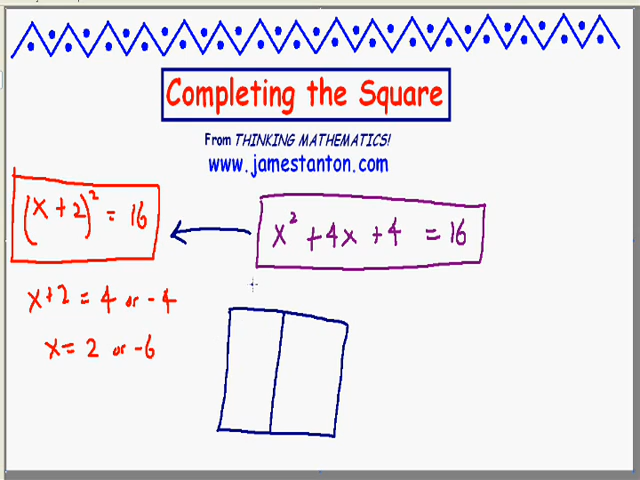 Completing the Square
From THINKING MATHEMATICS!
www.jamestanton.com
(x + 2)² = 16
x² + 4x + 4 = 16
x + 2 = 4 or -4
x = 2 or -6